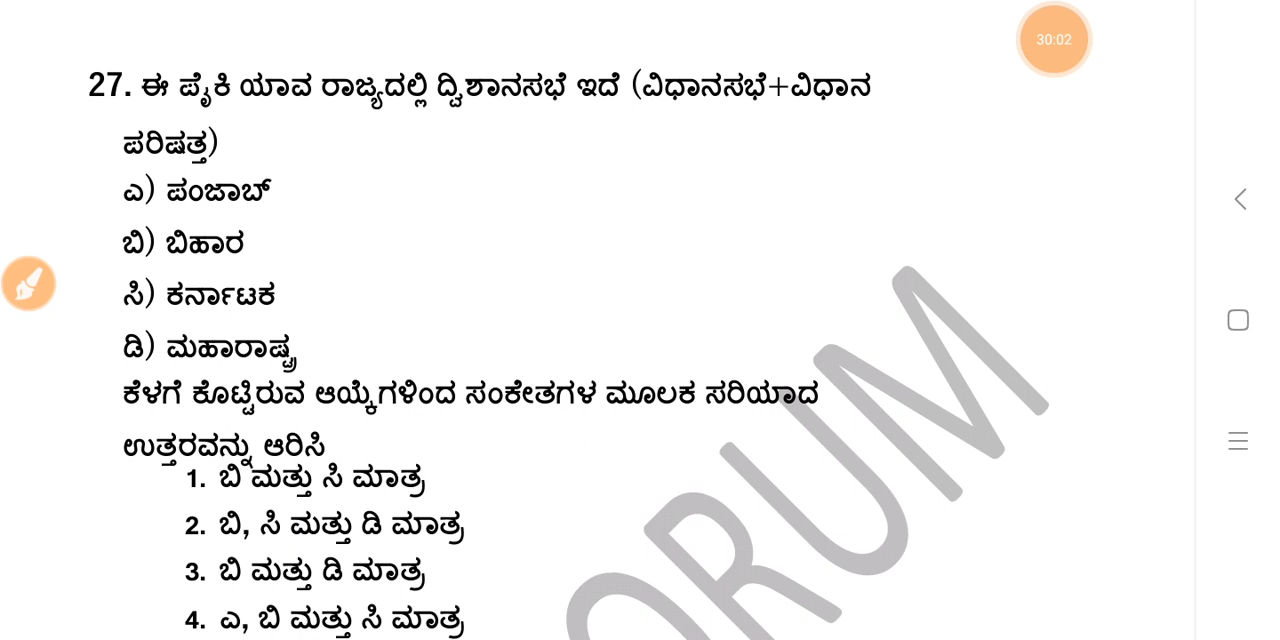 30:02
27. ಈ ಪೈಕಿ ಯಾವ ರಾಜ್ಯದಲ್ಲಿ ದ್ವಿಶಾನಸಭೆ ಇದೆ (ವಿಧಾನಸಭೆ+ವಿಧಾನ
ಪರಿಷತ್ತ)
ಎ) ಪಂಜಾಬ್
ಬಿ) ಬಿಹಾರ
ಸಿ) ಕರ್ನಾಟಕ
ಡಿ) ಮಹಾರಾಷ್ಟ್ರ
ಕೆಳಗೆ ಕೊಟ್ಟಿರುವ ಆಯ್ಕೆಗಳಿಂದ ಸಂಕೇತಗಳ ಮೂಲಕ ಸರಿಯಾದ
ಉತ್ತರವನ್ನು ಆರಿಸಿ
1. ಬಿ ಮತ್ತು ಸಿ ಮಾತ್ರ
2. ಬಿ, ಸಿ ಮತ್ತು ಡಿ ಮಾತ್ರ
3. ಬಿ ಮತ್ತು ಡಿ ಮಾತ್ರ
4. ಎ, ಬಿ ಮತ್ತು ಸಿ ಮಾತ್ರ
ORUM